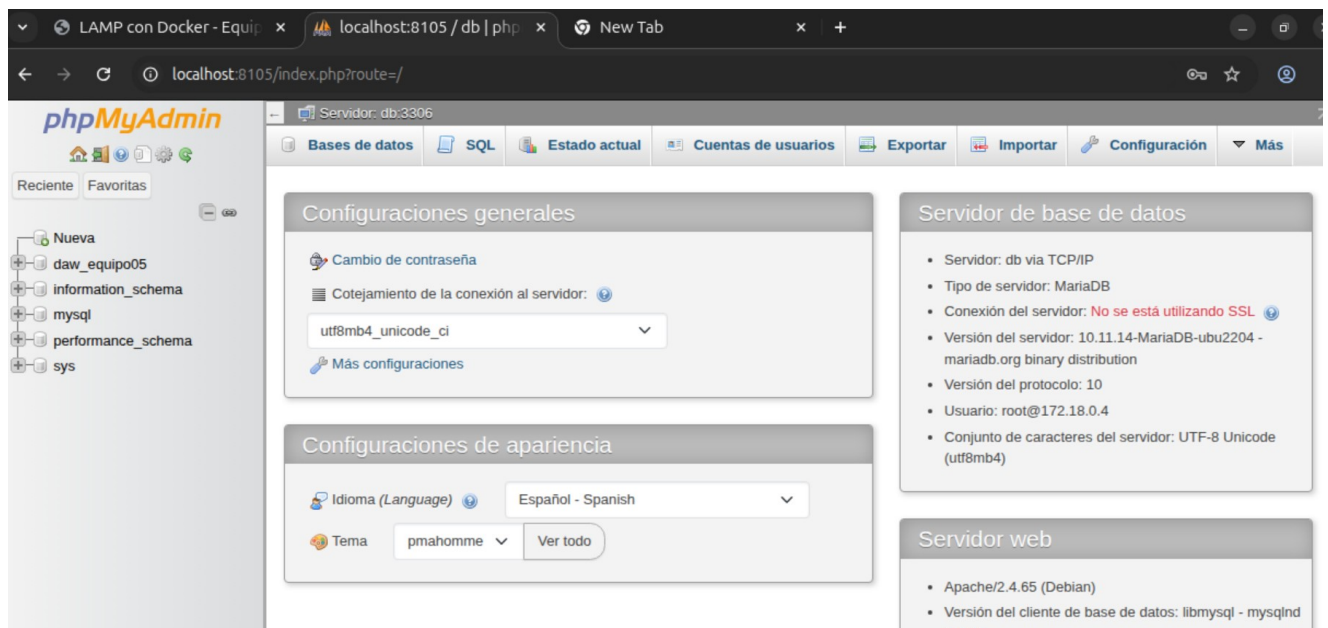 LAMP con Docker - Equip
localhost:8105 / db | php
New Tab
localhost:8105/index.php?route=/
phpMyAdmin
Reciente
Favoritas
Nueva
daw_equipo05
information_schema
mysql
performance_schema
sys
Servidor: db:3306
Bases de datos
SQL
Estado actual
Cuentas de usuarios
Exportar
Importar
Configuración
Más
Configuraciones generales
Cambio de contraseña
Cotejamiento de la conexión al servidor:
utf8mb4_unicode_ci
Más configuraciones
Configuraciones de apariencia
Idioma (Language)
Español - Spanish
Tema
pmahomme
Ver todo
Servidor de base de datos
Servidor: db via TCP/IP
Tipo de servidor: MariaDB
Conexión del servidor: No se está utilizando SSL
Versión del servidor: 10.11.14-MariaDB-ubu2204 -
mariadb.org binary distribution
Versión del protocolo: 10
Usuario: root@172.18.0.4
Conjunto de caracteres del servidor: UTF-8 Unicode
(utf8mb4)
Servidor web
Apache/2.4.65 (Debian)
Versión del cliente de base de datos: libmysql - mysqlnd